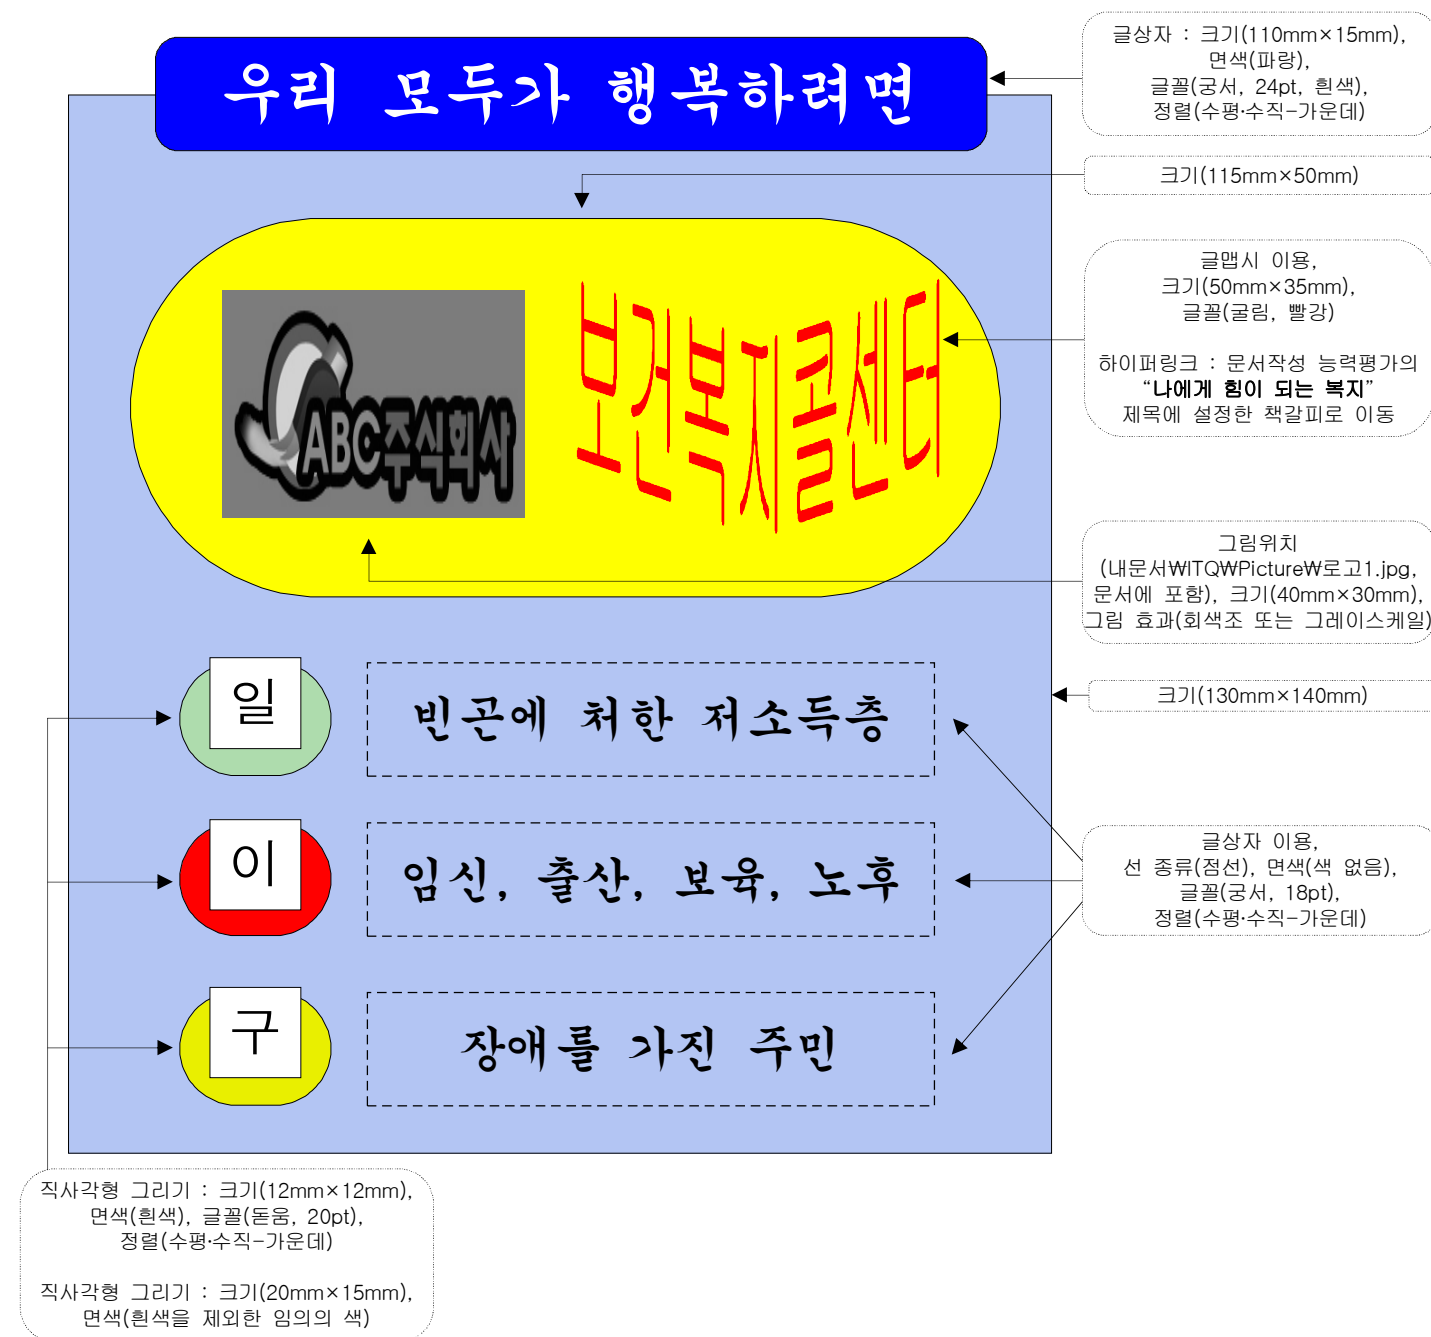 우리 모두가 행복하려면
글상자 : 크기(110mm×15mm),
면색(파랑),
글꼴(궁서, 24pt, 흰색),
정렬(수평·수직-가운데)
크기(115mm×50mm)
ABC주식회사
보건복지콜센터
글맵시 이용,
크기(50mm×35mm),
글꼴(굴림, 빨강)
하이퍼링크 : 문서작성 능력평가의
“나에게 힘이 되는 복지”
제목에 설정한 책갈피로 이동
그림위치
(내문서₩ITQ₩Picture₩로고1.jpg,
문서에 포함), 크기(40mm×30mm),
그림 효과(회색조 또는 그레이스케일)
크기(130mm×140mm)
일
빈곤에 처한 저소득층
이
임신, 출산, 보육, 노후
글상자 이용,
선 종류(점선), 면색(색 없음),
글꼴(궁서, 18pt),
정렬(수평·수직-가운데)
구
장애를 가진 주민
직사각형 그리기 : 크기(12mm×12mm),
면색(흰색), 글꼴(돋움, 20pt),
정렬(수평·수직-가운데)
직사각형 그리기 : 크기(20mm×15mm),
면색(흰색을 제외한 임의의 색)